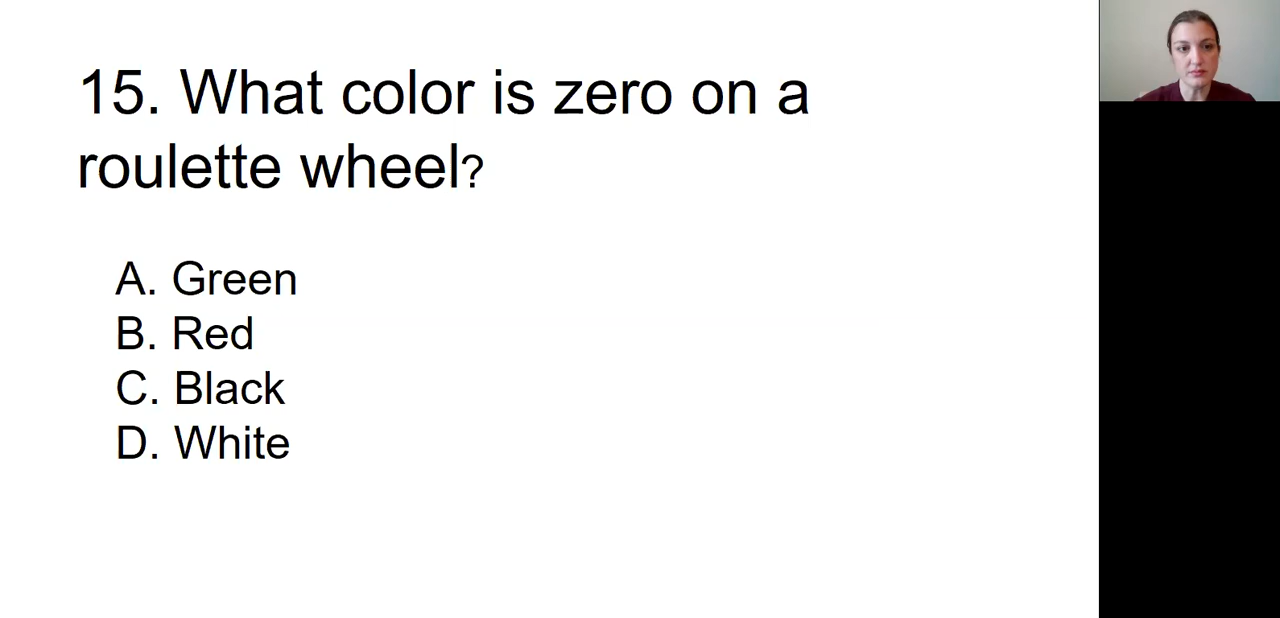 15. What color is zero on a
roulette wheel?
A. Green
B. Red
C. Black
D. White